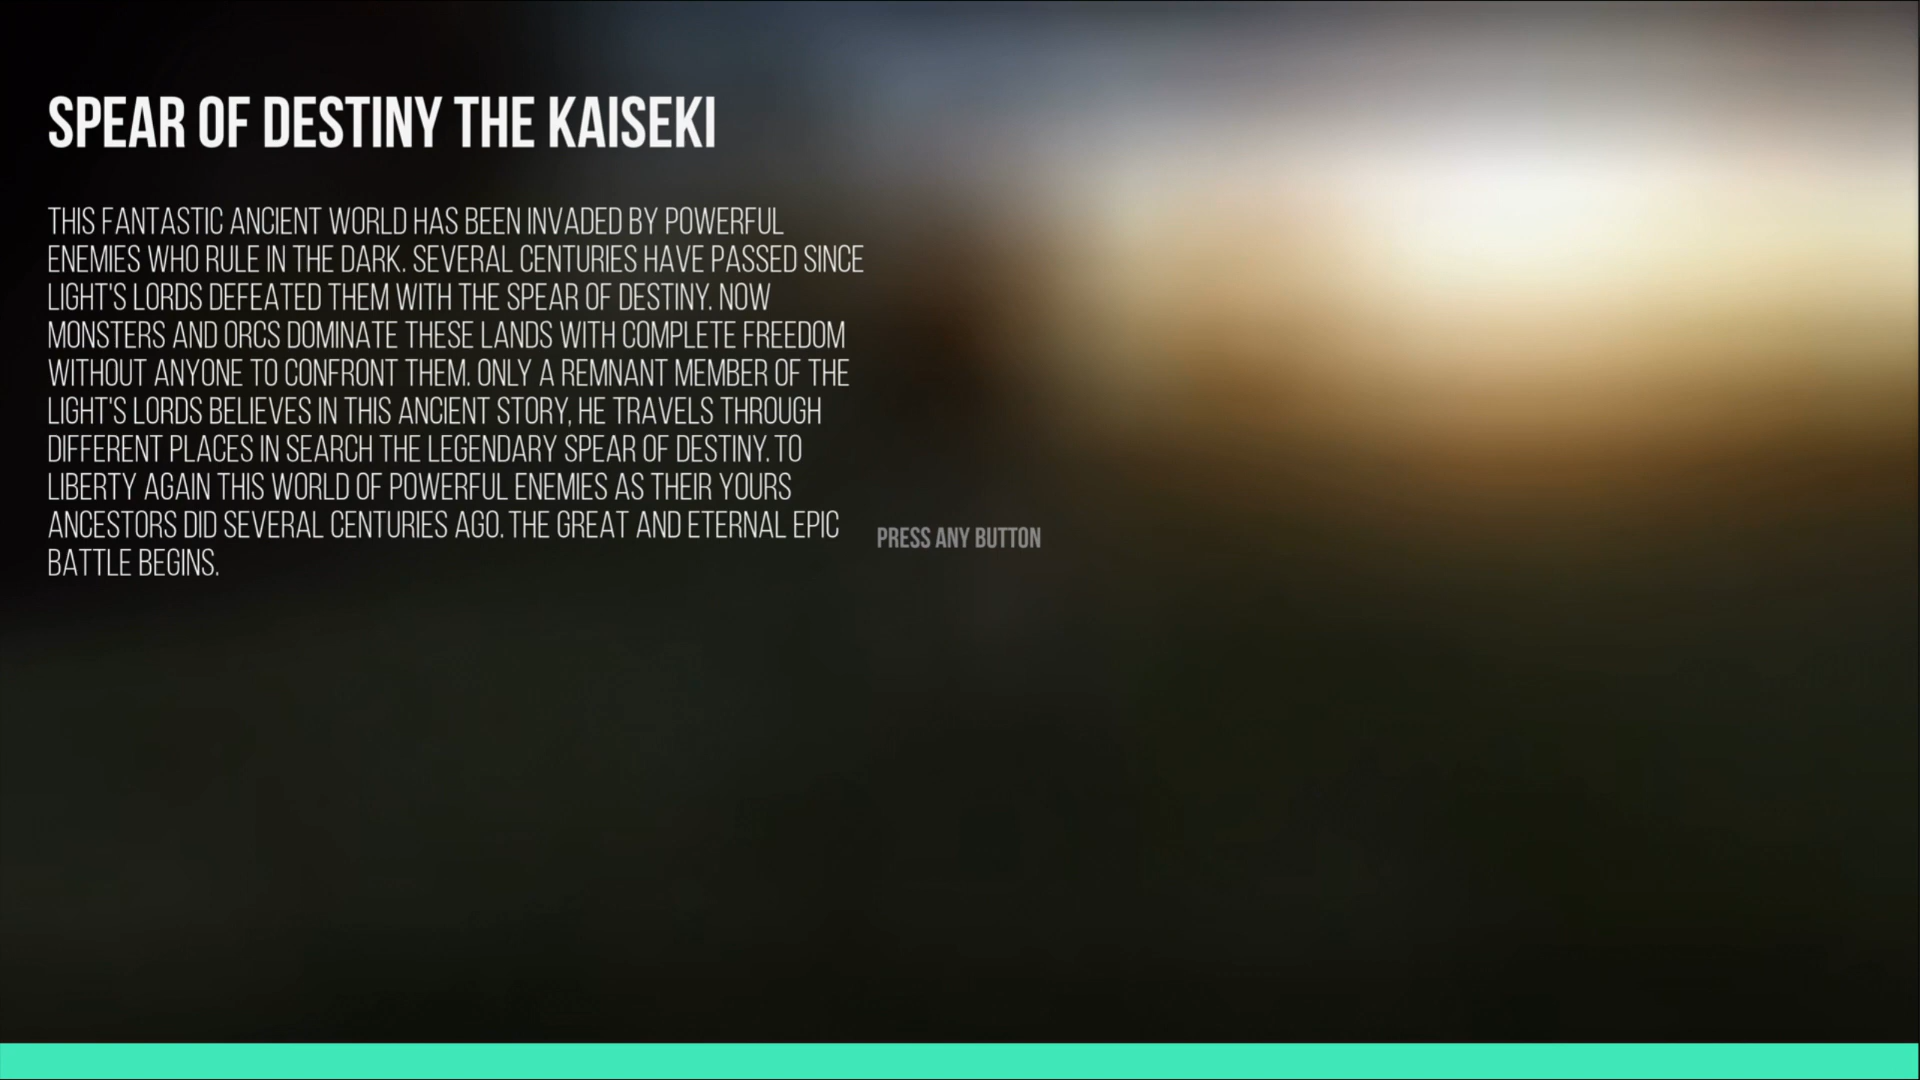 SPEAR OF DESTINY THE KAISEKI
THIS FANTASTIC ANCIENT WORLD HAS BEEN INVADED BY POWERFUL
ENEMIES WHO RULE IN THE DARK. SEVERAL CENTURIES HAVE PASSED SINCE
LIGHT'S LORDS DEFEATED THEM WITH THE SPEAR OF DESTINY. NOW
MONSTERS AND ORCS DOMINATE THESE LANDS WITH COMPLETE FREEDOM
WITHOUT ANYONE TO CONFRONT THEM. ONLY A REMNANT MEMBER OF THE
LIGHT'S LORDS BELIEVES IN THIS ANCIENT STORY, HE TRAVELS THROUGH
DIFFERENT PLACES IN SEARCH THE LEGENDARY SPEAR OF DESTINY. TO
LIBERTY AGAIN THIS WORLD OF POWERFUL ENEMIES AS THEIR YOURS
ANCESTORS DID SEVERAL CENTURIES AGO. THE GREAT AND ETERNAL EPIC
BATTLE BEGINS.
PRESS ANY BUTTON